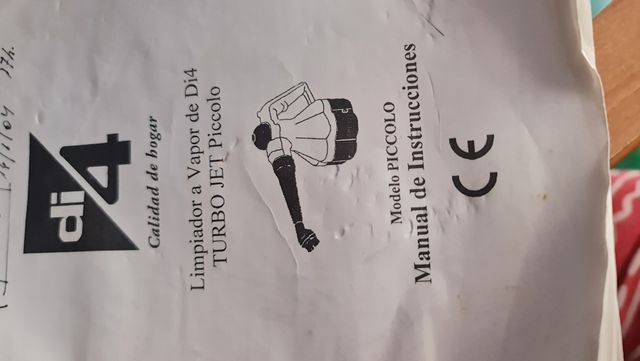 di4
Calidad de hogar
Limpiador a Vapor de Di4
TURBO JET Piccolo
Modelo PICCOLO
Manual de Instrucciones
CE